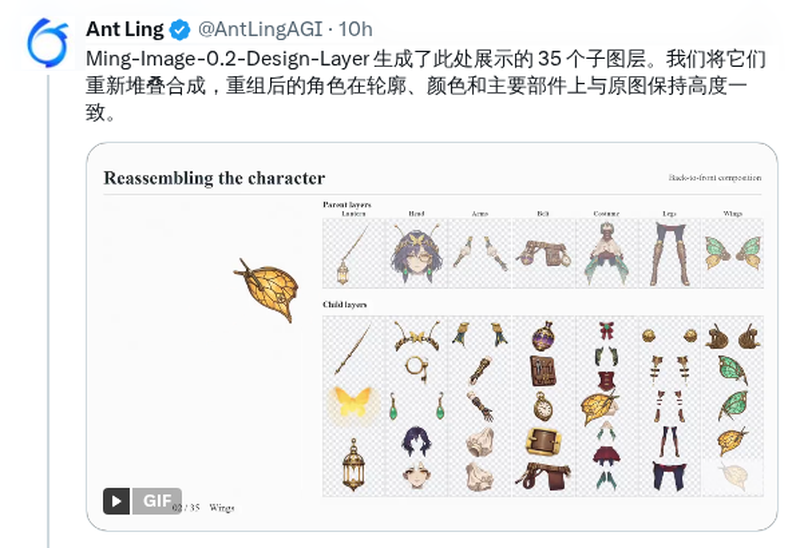 Ant Ling @AntLingAGI · 10h
Ming-Image-0.2-Design-Layer 生成了此处展示的 35 个子图层。我们将它们
重新堆叠合成，重组后的角色在轮廓、颜色和主要部件上与原图保持高度一
致。
Reassembling the character
Back-to-front composition
Parent layers
Lantern Head Arms Belt Costume Legs Wings
Child layers
GIF
02 / 35 Wings